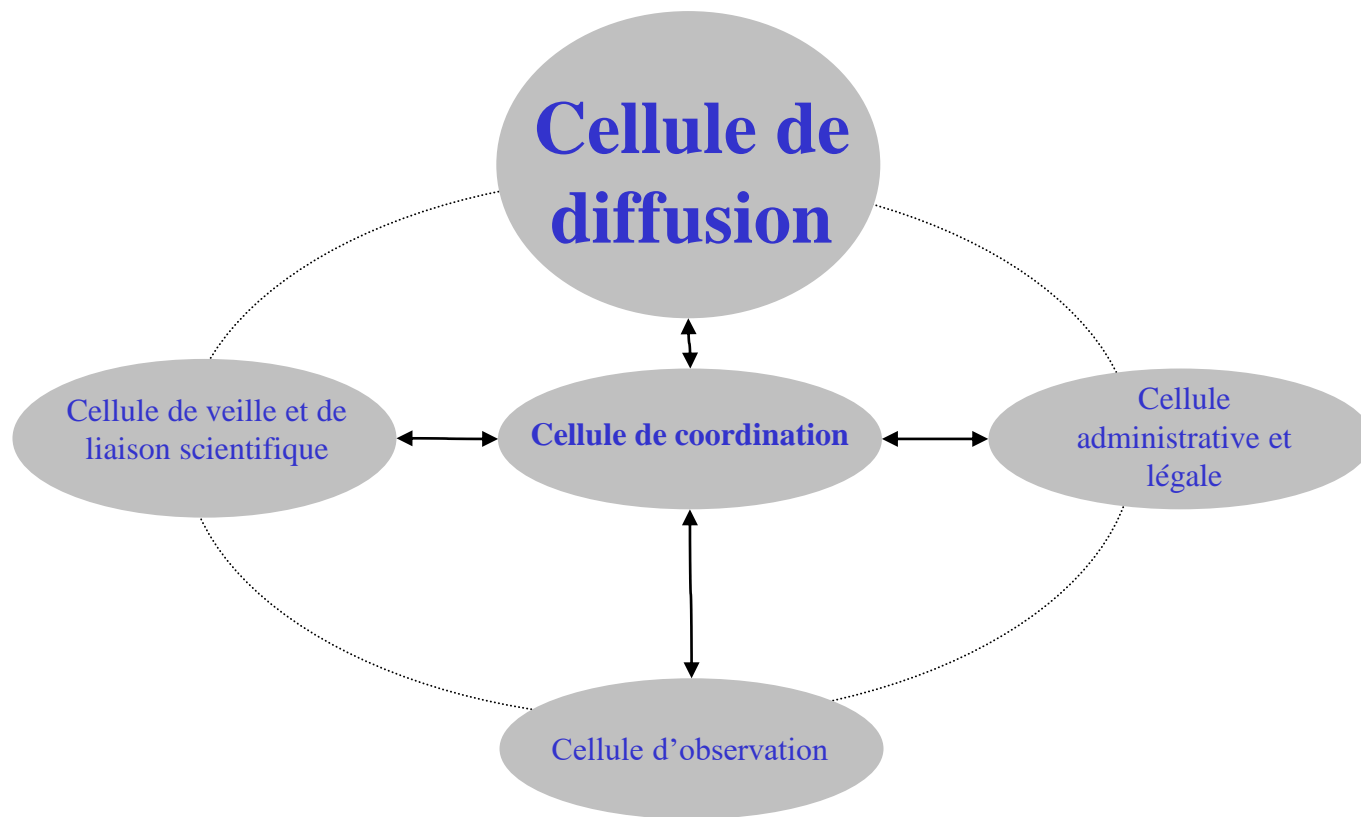 Cellule de
diffusion
Cellule de veille et de
liaison scientifique
Cellule de coordination
Cellule
administrative et
légale
Cellule d’observation